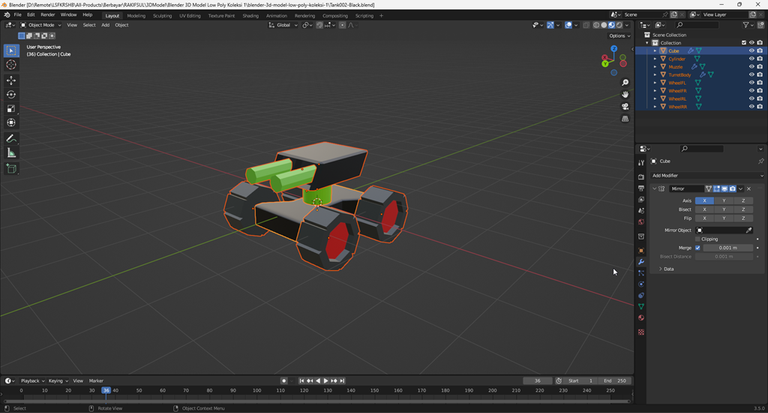 Blender [D:\Remote\LSFKRSH\All-Products\Berbayar\RAKIFSUL\3DModel\Blender 3D Model Low Poly Koleksi 1\blender-3d-model-low-poly-koleksi-1\Tank002-Black.blend]
File Edit Render Window Help Layout Modeling Sculpting UV Editing Texture Paint Shading Animation Rendering Compositing Geometry Nodes Scripting Scene View Layer
Object Mode View Select Add Object Global
Options
User Perspective
(36) Collection | Cube
Scene Collection
Collection
Cube
Cylinder
Muzzle
TurretBody
WheelFL
WheelFR
WheelRL
WheelRR
Cube
Add Modifier
Mirror
Axis X Y Z
Bisect X Y Z
Flip X Y Z
Mirror Object
Clipping
Merge 0.001 m
Bisect Distance 0.001 m
Data
Playback Keying View Marker 36 Start 1 End 250
0 10 20 30 36 40 50 60 70 80 90 100 110 120 130 140 150 160 170 180 190 200 210 220 230 240 250
Select Rotate View Object Context Menu 3.5.0